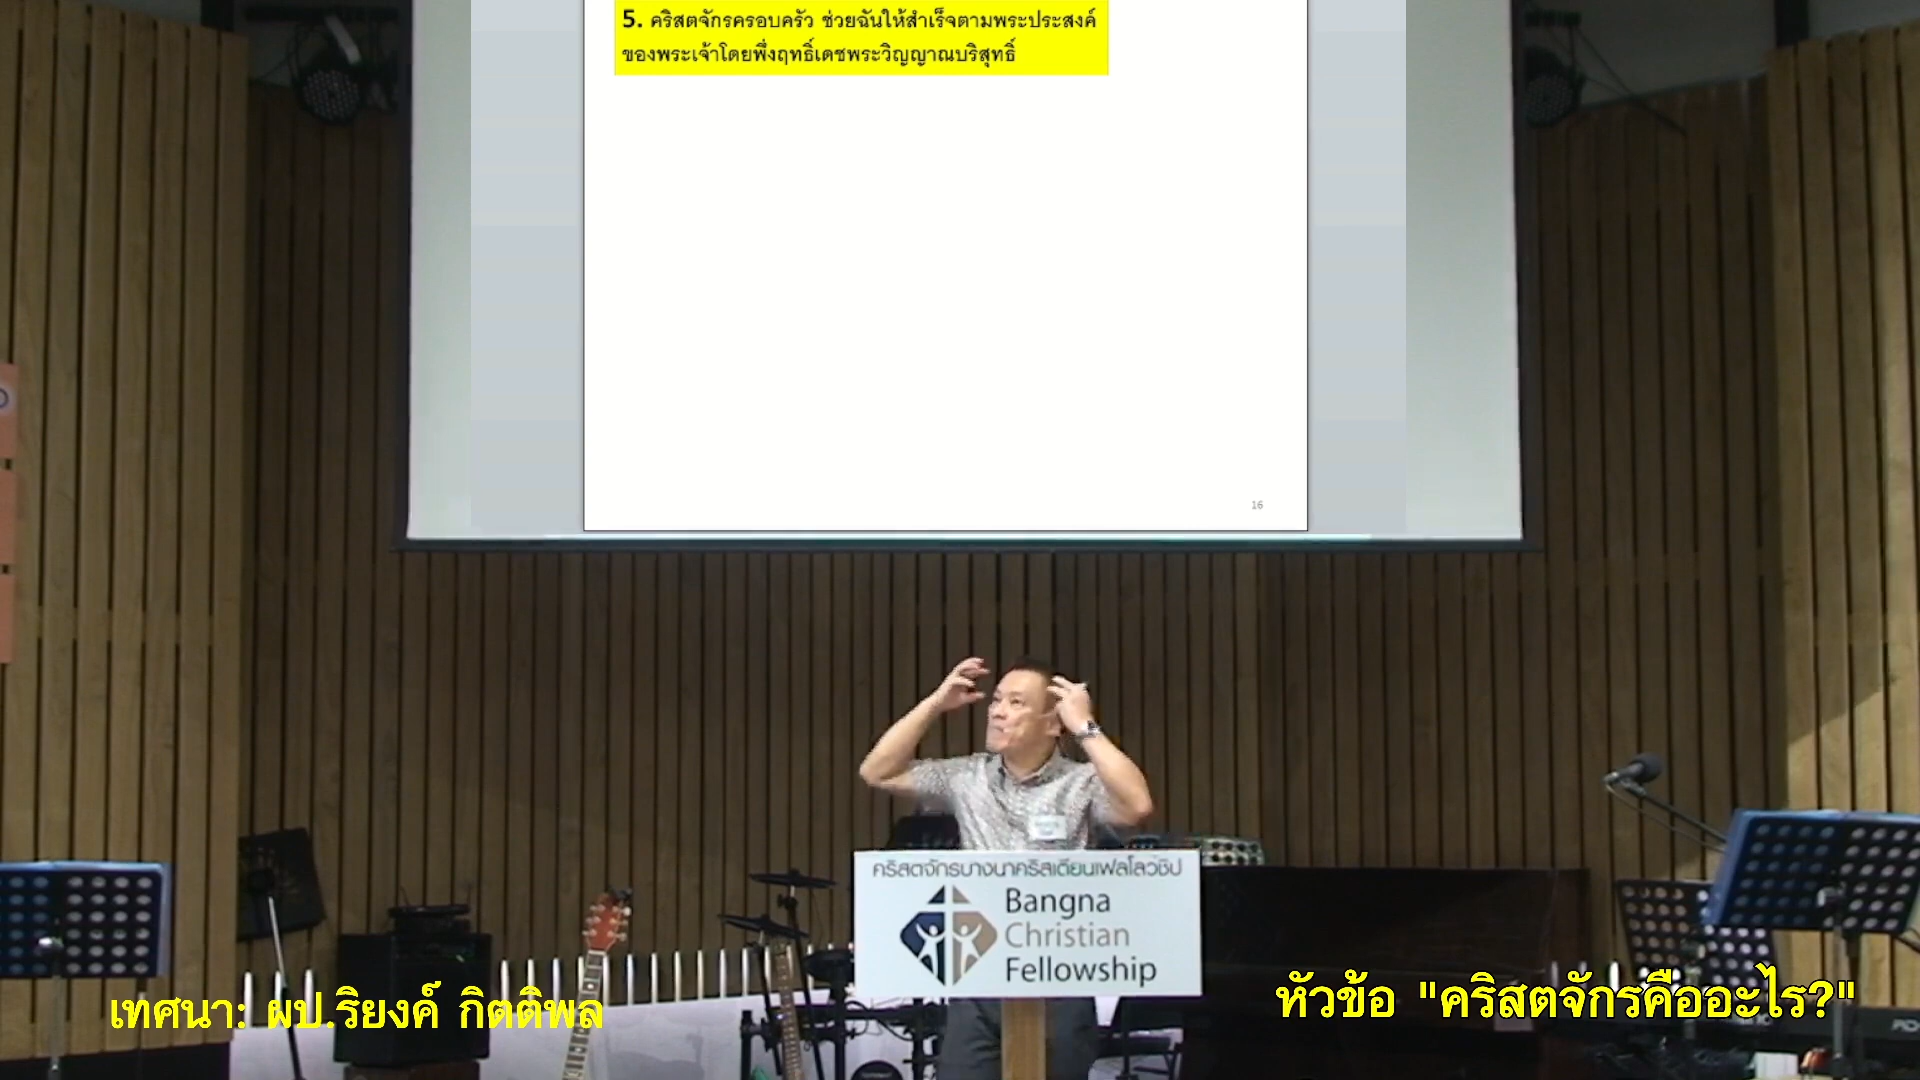 5. คริสตจักรครอบครัว ช่วยฉันให้สำเร็จตามพระประสงค์
ของพระเจ้าโดยพึ่งฤทธิ์เดชพระวิญญาณบริสุทธิ์
16
คริสตจักรบางนาคริสเตียนเฟลโลว์ชิป
Bangna
Christian
Fellowship
เทศนา: ผป.ริยงค์ กิตติพล
หัวข้อ "คริสตจักรคืออะไร?"